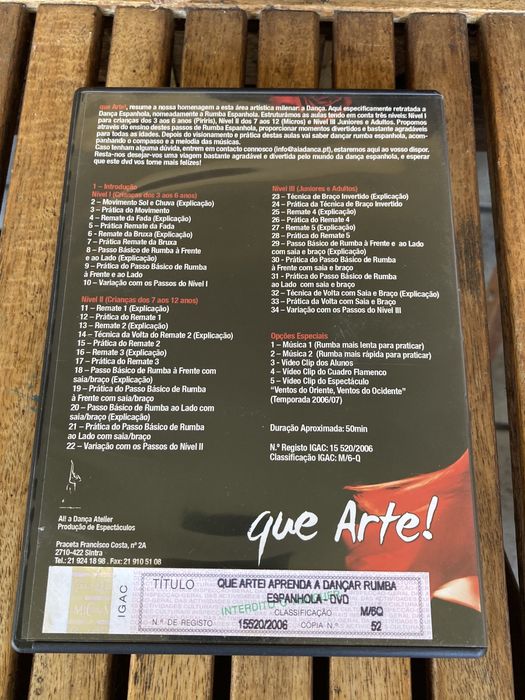 que Arte!, resume a nossa homenagem a esta área artística milenar: a Dança. Aqui especificamente retratada a
Dança Espanhola, nomeadamente a Rumba Espanhola. Estruturámos as aulas tendo em conta três níveis: Nível I
para crianças dos 3 aos 6 anos (Piriris), Nível II dos 7 aos 12 (Micros) e Nível III Juniores e Adultos. Propomos
através do ensino destes passos de Rumba Espanhola, proporcionar momentos divertidos e bastante agradáveis
para todas as idades. Depois do visionamento e prática destas aulas vai saber dançar rumba espanhola, acom-
panhando o compasso e a melodia das músicas.
Caso tenham alguma dúvida, entrem em contacto connosco (info@aiadanca.pt), estaremos aqui ao vosso dispor.
Resta-nos desejar-vos uma viagem bastante agradável e divertida pelo mundo da dança espanhola, e esperar
que este dvd vos torne mais felizes!
1 – Introdução
Nível I (Crianças dos 3 aos 6 anos)
2 – Movimento Sol e Chuva (Explicação)
3 – Prática do Movimento
4 – Remate da Fada (Explicação)
5 – Prática Remate da Fada
6 – Remate da Bruxa (Explicação)
7 – Prática Remate da Bruxa
8 – Passo Básico de Rumba à Frente
e ao Lado (Explicação)
9 – Prática do Passo Básico de Rumba
à Frente e ao Lado
10 – Variação com os Passos do Nível I
Nível II (Crianças dos 7 aos 12 anos)
11 – Remate 1 (Explicação)
12 – Prática do Remate 1
13 – Remate 2 (Explicação)
14 – Técnica da Volta do Remate 2 (Explicação)
15 – Prática do Remate 2
16 – Remate 3 (Explicação)
17 – Prática do Remate 3
18 – Passo Básico de Rumba à Frente com
saia/braço (Explicação)
19 – Prática do Passo Básico de Rumba
à Frente com saia/braço
20 – Passo Básico de Rumba ao Lado com
saia/braço (Explicação)
21 – Prática do Passo Básico de Rumba
ao Lado com saia/braço
22 – Variação com os Passos do Nível II
Nível III (Juniores e Adultos)
23 – Técnica de Braço Invertido (Explicação)
24 – Prática da Técnica de Braço Invertido
25 – Remate 4 (Explicação)
26 – Prática do Remate 4
27 – Remate 5 (Explicação)
28 – Prática do Remate 5
29 – Passo Básico de Rumba à Frente e ao Lado
com saia e braço (Explicação)
30 - Prática do Passo Básico de Rumba
à Frente com saia e braço
31 - Prática do Passo Básico de Rumba
ao Lado com saia e braço
32 – Técnica de Volta com Saia e Braço (Explicação)
33 – Prática da Volta com Saia e Braço
34 – Variação com os Passos do Nível III
Opções Especiais
1 – Música 1 (Rumba mais lenta para praticar)
2 – Música 2 (Rumba mais rápida para praticar)
3 - Vídeo Clip dos Alunos
4 – Vídeo Clip do Cuadro Flamenco
5 – Vídeo Clip do Espectáculo
“Ventos do Oriente, Ventos do Ocidente”
(Temporada 2006/07)
Duração Aproximada: 50min
N.º Registo IGAC: 15 520/2006
Classificação IGAC: M/6-Q
que Arte!
All a Dança Atelier
Produção de Espectáculos
Praceta Francisco Costa, nº 2A
2710-422 Sintra
Tel.: 21 924 18 98 . Fax: 21 910 51 08
IGAC
TÍTULO QUE ARTE! APRENDA A DANÇAR RUMBA
ESPANHOLA - DVD
INTERDITO
CLASSIFICAÇÃO M/6Q
N.º DE REGISTO 15520/2006 CÓPIA N.º 52